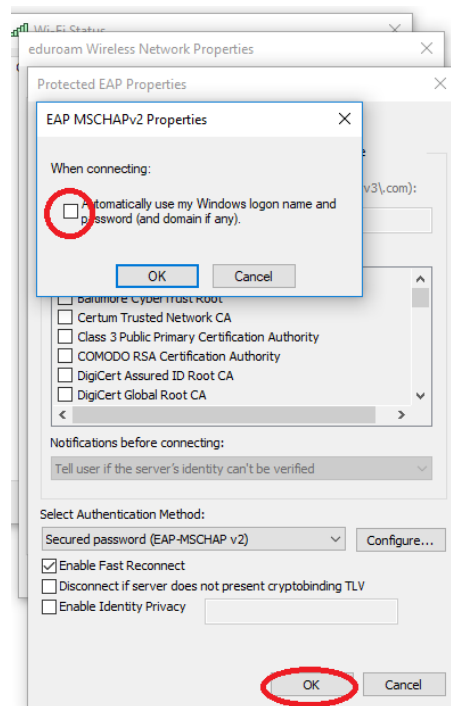 Wi-Fi Status
eduroam Wireless Network Properties
Protected EAP Properties
EAP MSCHAPv2 Properties
When connecting:
v3\.com):
Automatically use my Windows logon name and
password (and domain if any).
OK Cancel
Baltimore CyberTrust Root
Certum Trusted Network CA
Class 3 Public Primary Certification Authority
COMODO RSA Certification Authority
DigiCert Assured ID Root CA
DigiCert Global Root CA
Notifications before connecting:
Tell user if the server's identity can't be verified
Select Authentication Method:
Secured password (EAP-MSCHAP v2) Configure...
Enable Fast Reconnect
Disconnect if server does not present cryptobinding TLV
Enable Identity Privacy
OK Cancel